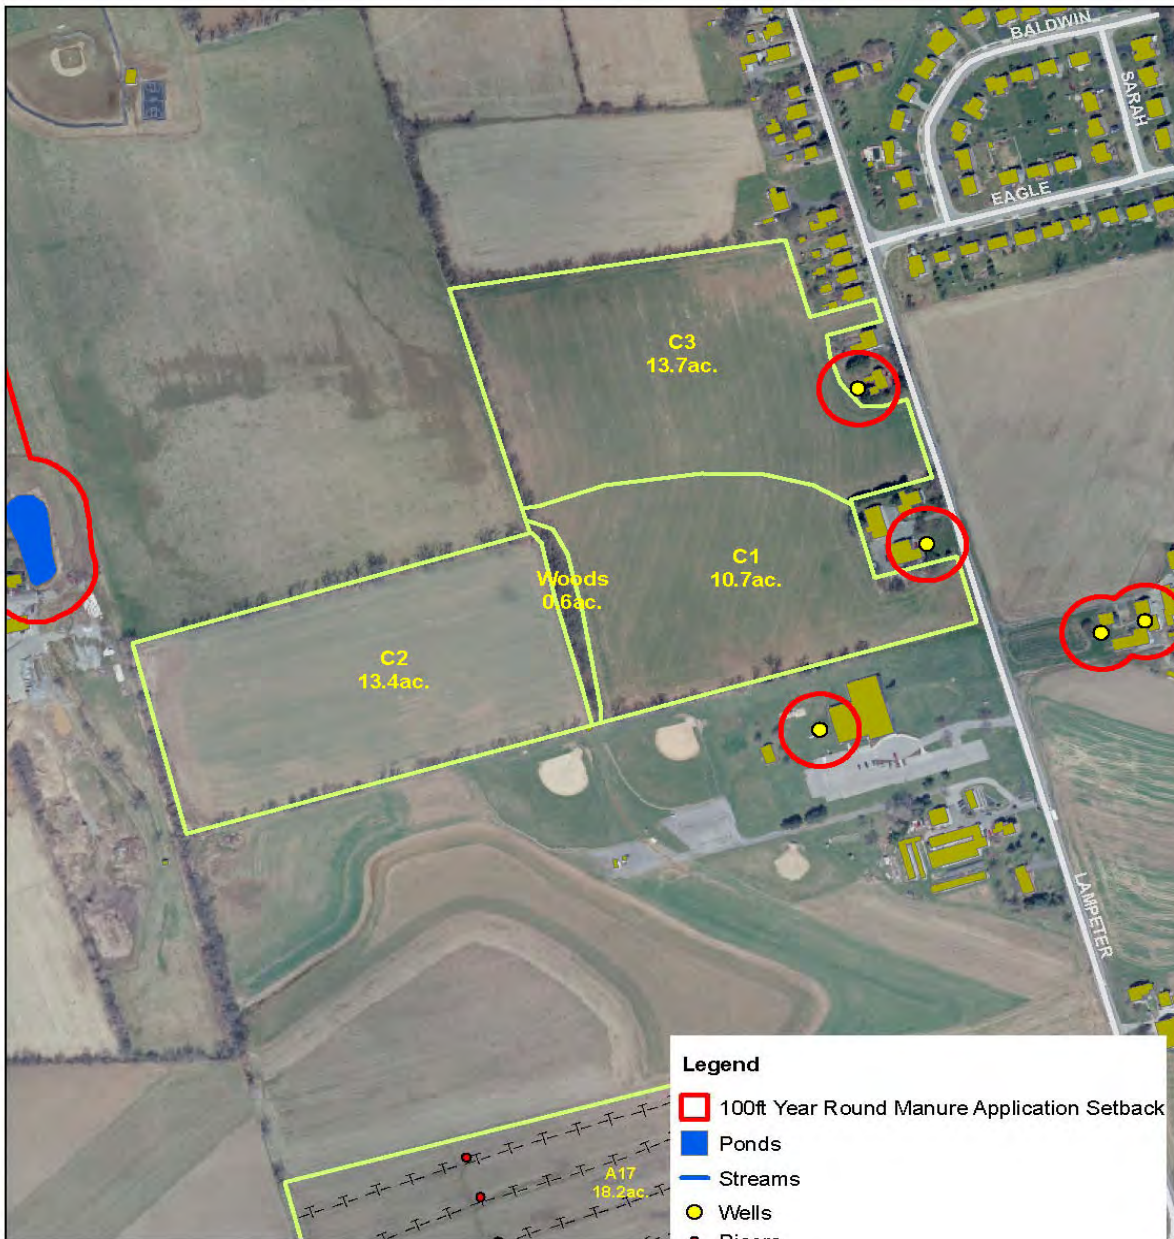 BALDWIN
SARAH
EAGLE
C3
13.7ac.
C1
10.7ac.
Woods
0.6ac.
C2
13.4ac.
LAMPETER
A17
18.2ac.
Legend
100ft Year Round Manure Application Setback
Ponds
Streams
Wells